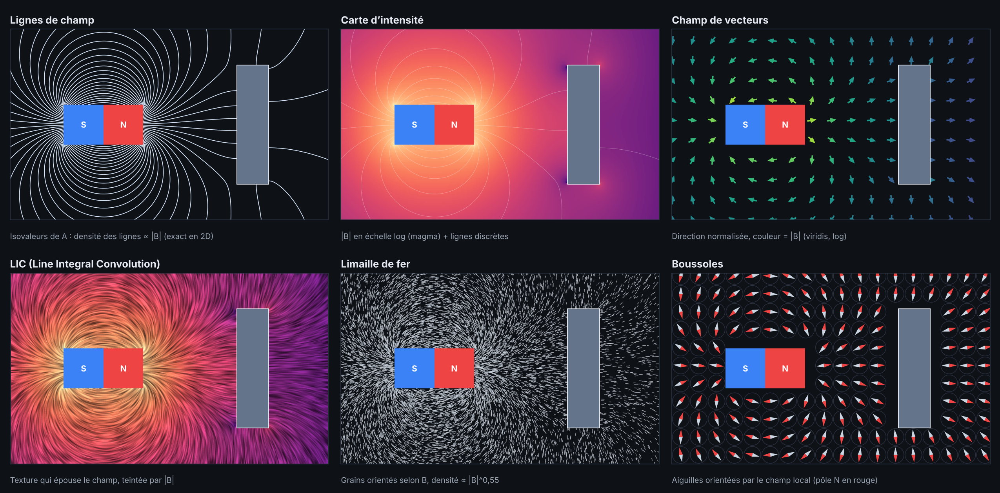 Lignes de champ
Carte d’intensité
Champ de vecteurs
S N
S N
S N
Isovaleurs de A : densité des lignes ∝ |B| (exact en 2D)
|B| en échelle log (magma) + lignes discrètes
Direction normalisée, couleur = |B| (viridis, log)
LIC (Line Integral Convolution)
Limaille de fer
Boussoles
S N
S N
S N
Texture qui épouse le champ, teintée par |B|
Grains orientés selon B, densité ∝ |B|^0,55
Aiguilles orientées par le champ local (pôle N en rouge)